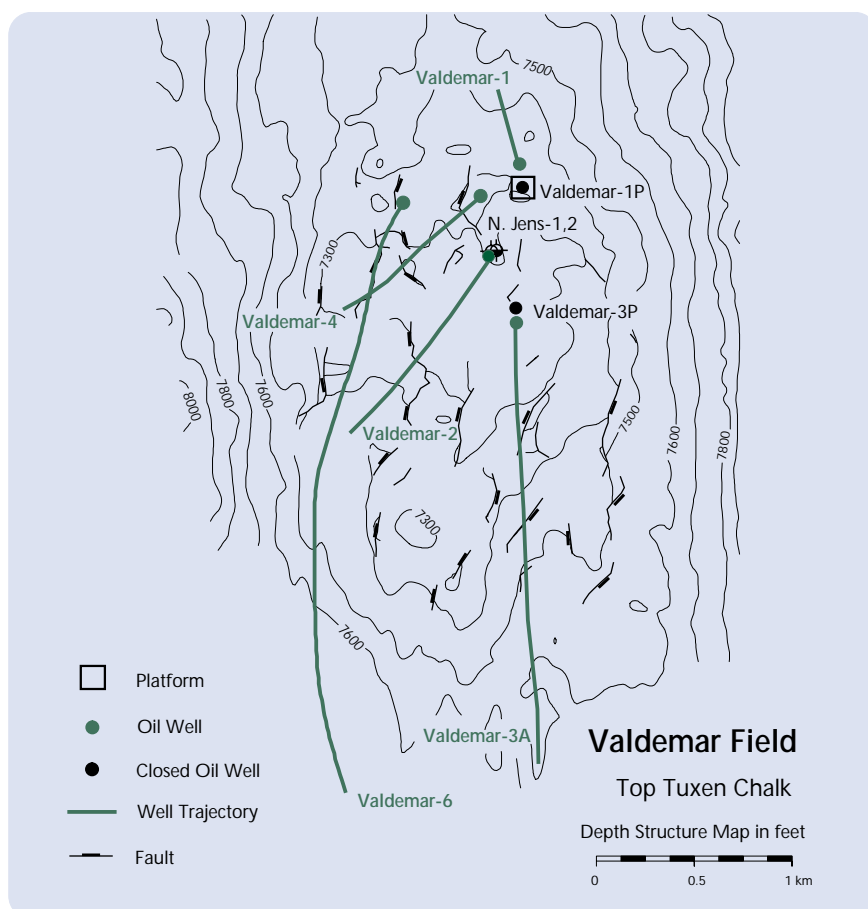 7500
Valdemar-1
Valdemar-1P
N. Jens-1,2
7300
Valdemar-3P
Valdemar-4
8000
7800
7600
7500
7600
7800
Valdemar-2
7300
7600
Platform
Oil Well
Closed Oil Well
Well Trajectory
Fault
Valdemar-3A
Valdemar-6
Valdemar Field
Top Tuxen Chalk
Depth Structure Map in feet
0 0.5 1 km